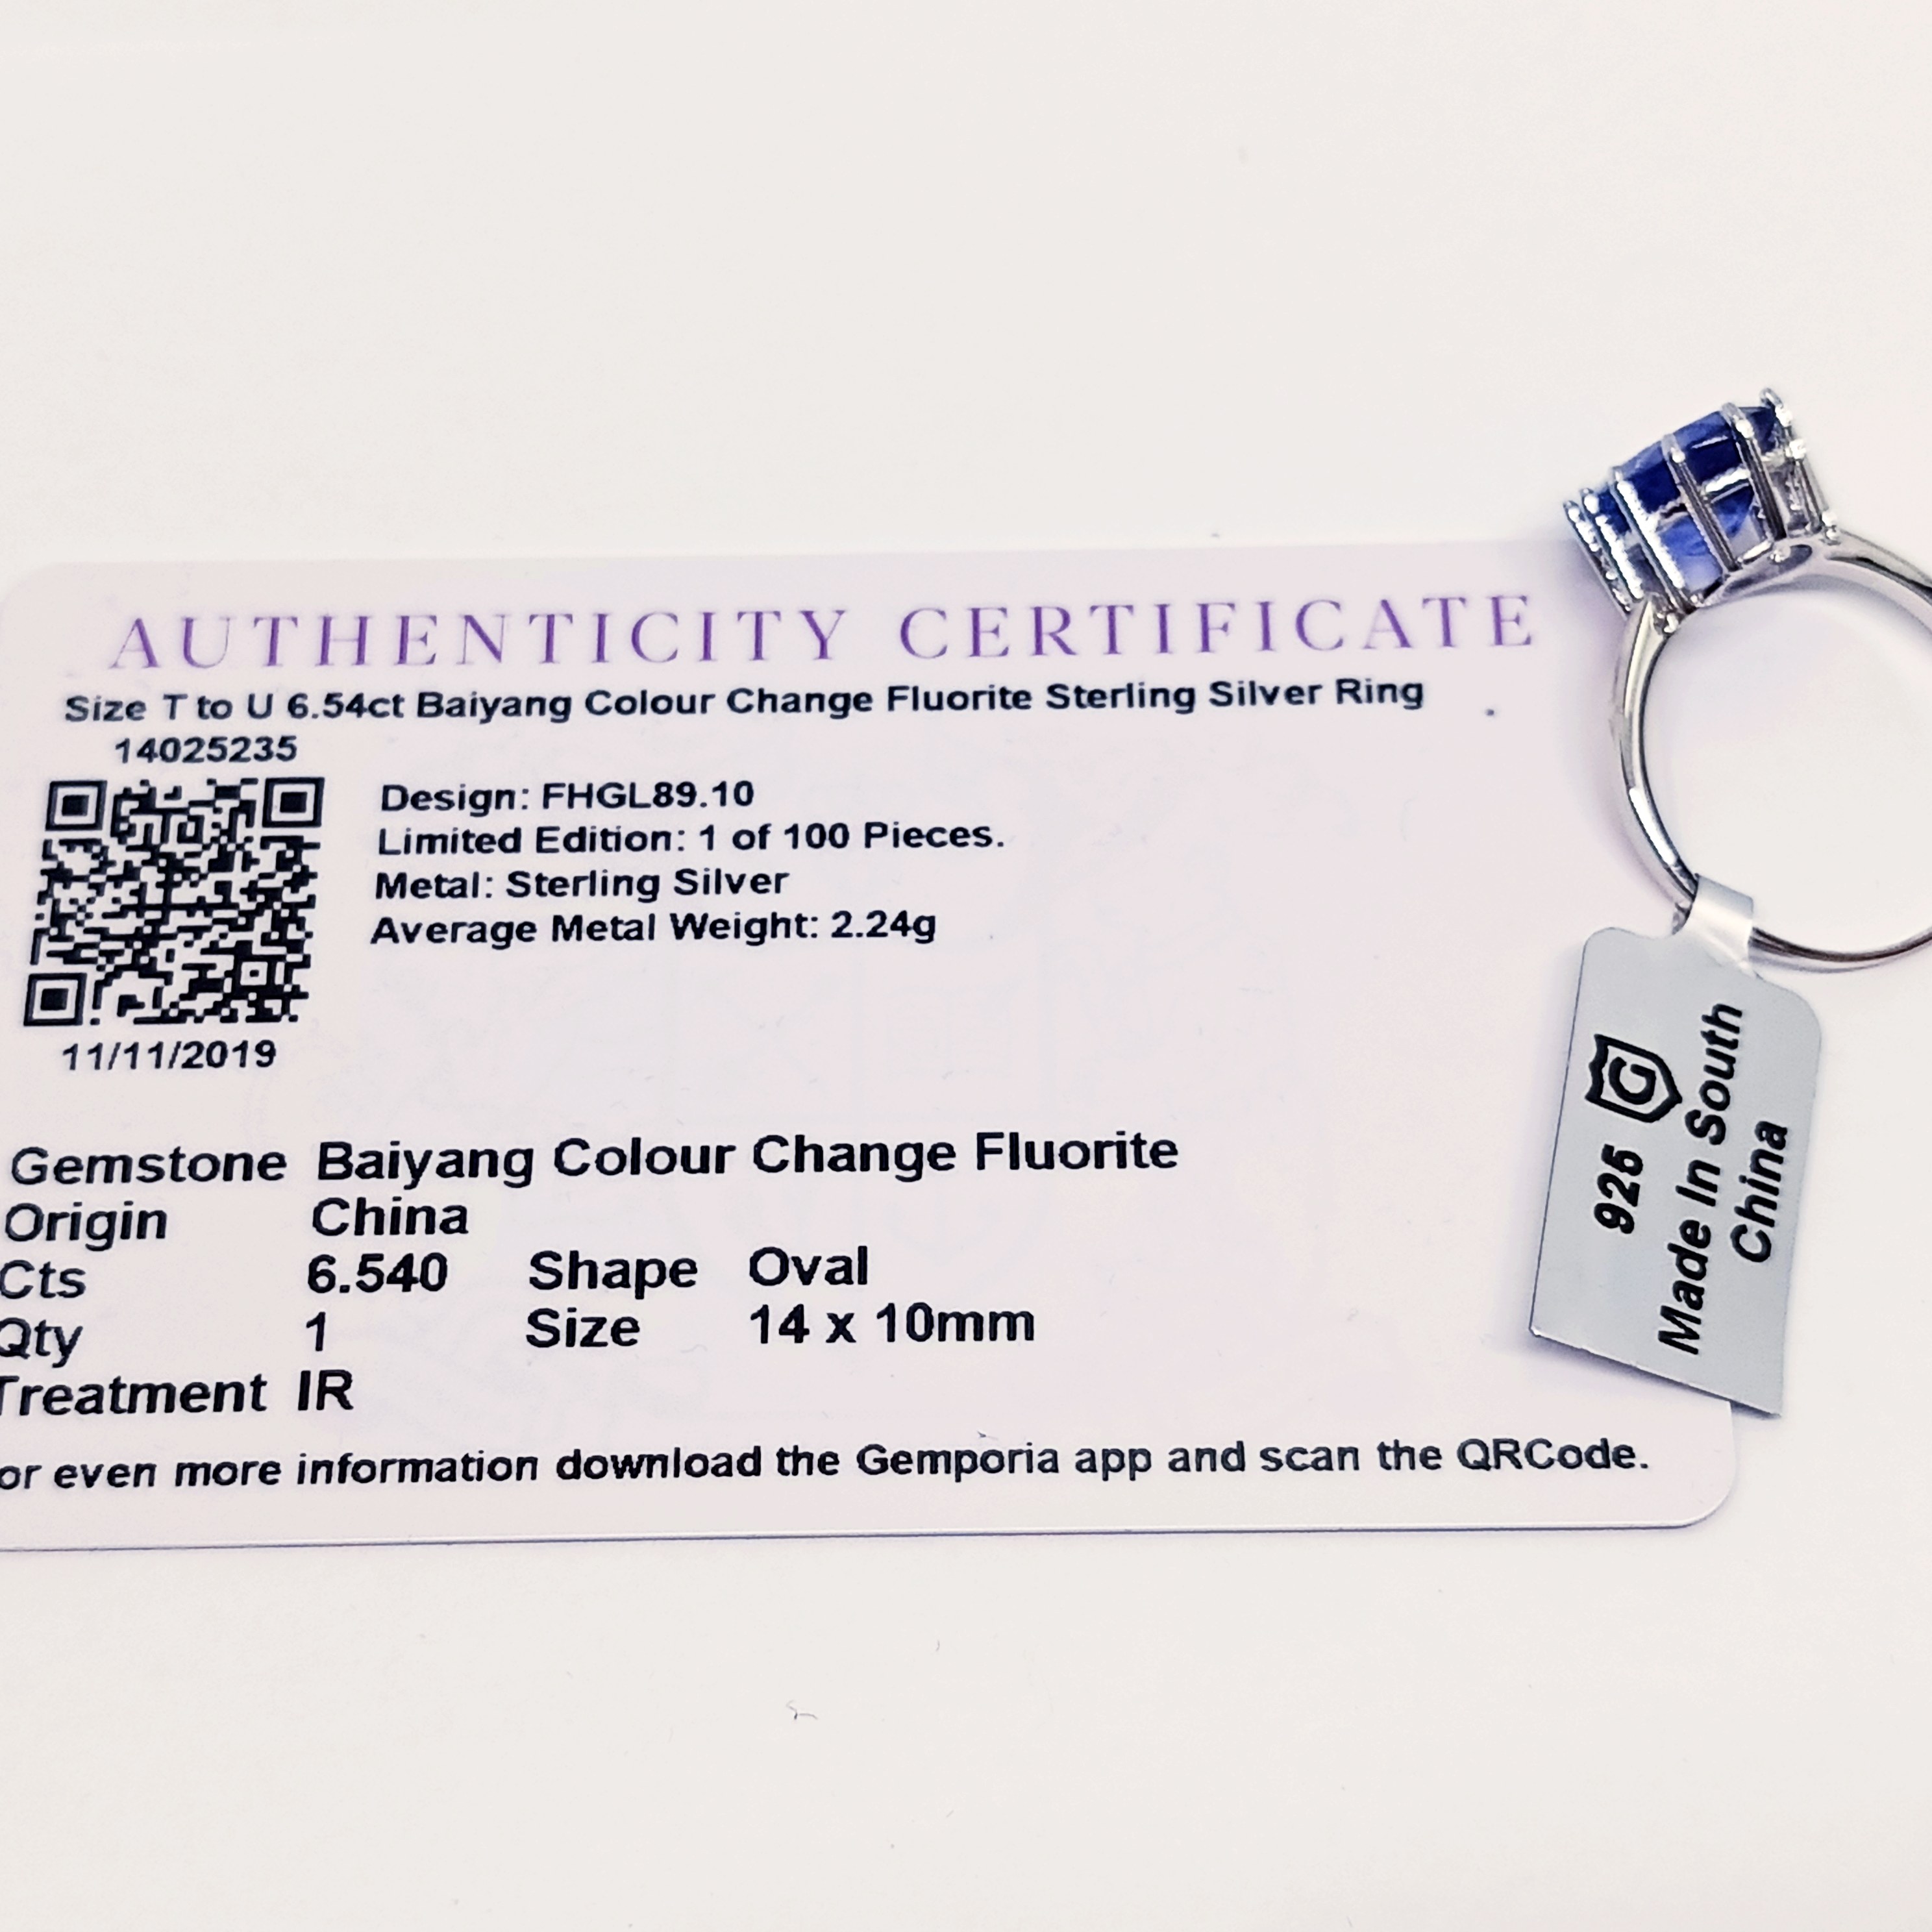 AUTHENTICITY CERTIFICATE
Size T to U 6.54ct Baiyang Colour Change Fluorite Sterling Silver Ring
14025235
Design: FHGL89.10
Limited Edition: 1 of 100 Pieces.
Metal: Sterling Silver
Average Metal Weight: 2.24g
11/11/2019
Gemstone Baiyang Colour Change Fluorite
Origin China
Cts 6.540 Shape Oval
Qty 1 Size 14 x 10mm
Treatment IR
or even more information download the Gemporia app and scan the QRCode.
925 G
Made In South
China